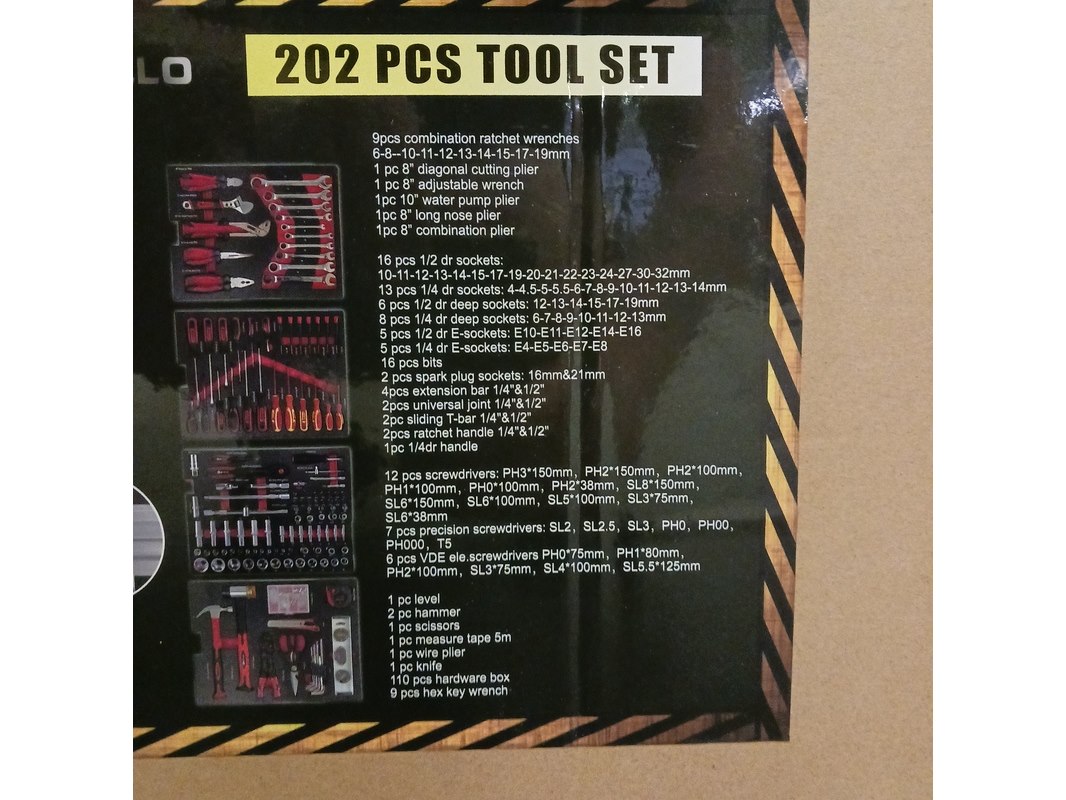 LO
202 PCS TOOL SET
9pcs combination ratchet wrenches
6-8--10-11-12-13-14-15-17-19mm
1 pc 8" diagonal cutting plier
1 pc 8" adjustable wrench
1pc 10" water pump plier
1pc 8" long nose plier
1pc 8" combination plier
16 pcs 1/2 dr sockets:
10-11-12-13-14-15-17-19-20-21-22-23-24-27-30-32mm
13 pcs 1/4 dr sockets: 4-4.5-5-5.5-6-7-8-9-10-11-12-13-14mm
6 pcs 1/2 dr deep sockets: 12-13-14-15-17-19mm
8 pcs 1/4 dr deep sockets: 6-7-8-9-10-11-12-13mm
5 pcs 1/2 dr E-sockets: E10-E11-E12-E14-E16
5 pcs 1/4 dr E-sockets: E4-E5-E6-E7-E8
16 pcs bits
2 pcs spark plug sockets: 16mm&21mm
4pcs extension bar 1/4"&1/2"
2pcs universal joint 1/4"&1/2"
2pc sliding T-bar 1/4"&1/2"
2pcs ratchet handle 1/4"&1/2"
1pc 1/4dr handle
12 pcs screwdrivers: PH3*150mm, PH2*150mm, PH2*100mm,
PH1*100mm, PH0*100mm, PH2*38mm, SL8*150mm,
SL6*150mm, SL6*100mm, SL5*100mm, SL3*75mm,
SL6*38mm
7 pcs precision screwdrivers: SL2, SL2.5, SL3, PH0, PH00,
PH000, T5
6 pcs VDE ele.screwdrivers PH0*75mm, PH1*80mm,
PH2*100mm, SL3*75mm, SL4*100mm, SL5.5*125mm
1 pc level
2 pc hammer
1 pc scissors
1 pc measure tape 5m
1 pc wire plier
1 pc knife
110 pcs hardware box
9 pcs hex key wrench